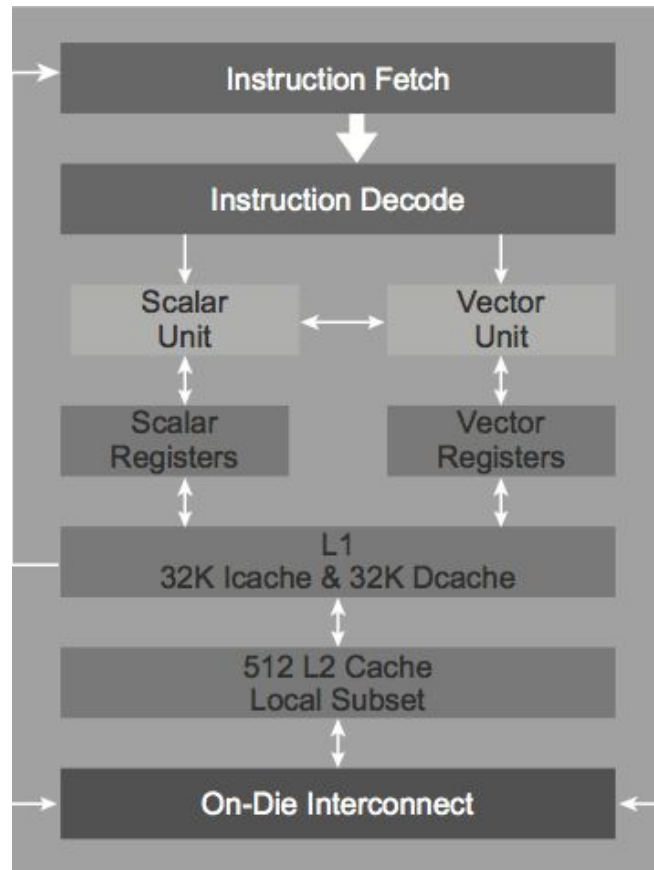 Instruction Fetch
Instruction Decode
Scalar
Unit
Vector
Unit
Scalar
Registers
Vector
Registers
L1
32K Icache & 32K Dcache
512 L2 Cache
Local Subset
On-Die Interconnect